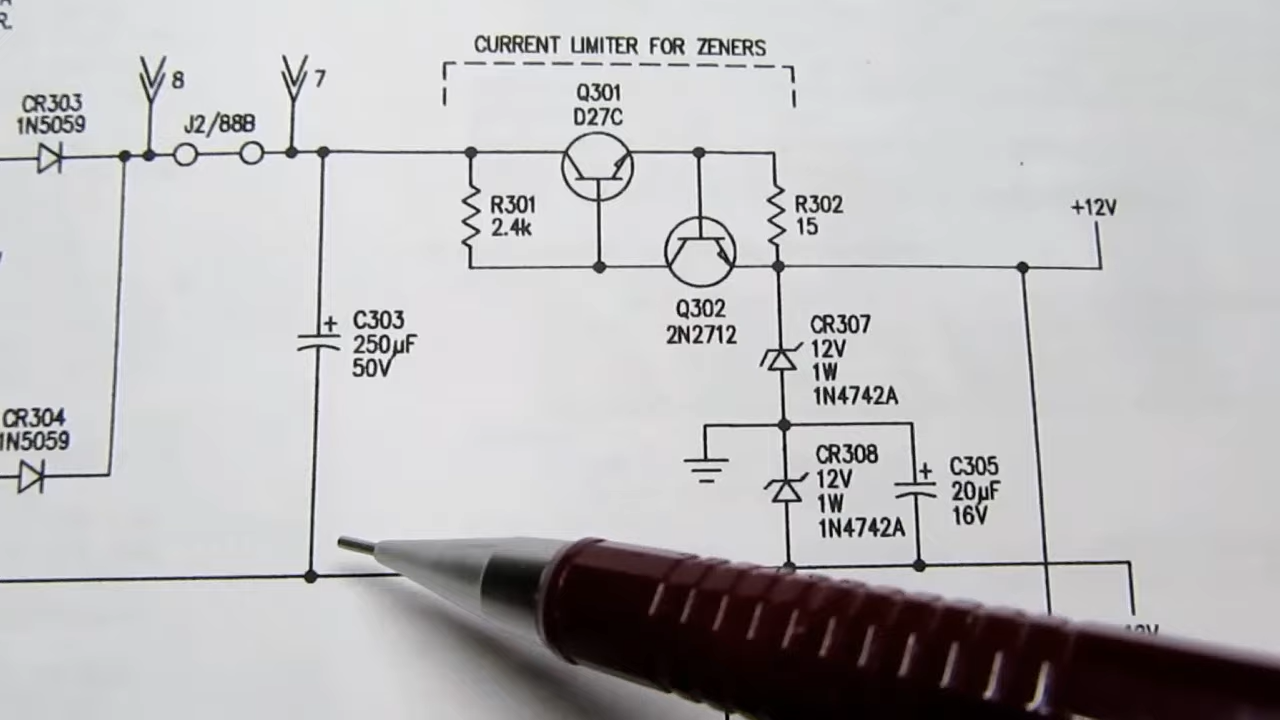 R.
CURRENT LIMITER FOR ZENERS
8
7
CR303
1N5059
J2/88B
Q301
D27C
R301
2.4k
R302
15
+12V
Q302
2N2712
C303
250µF
50V
+
CR307
12V
1W
1N4742A
CR304
1N5059
CR308
12V
1W
1N4742A
+
C305
20µF
16V